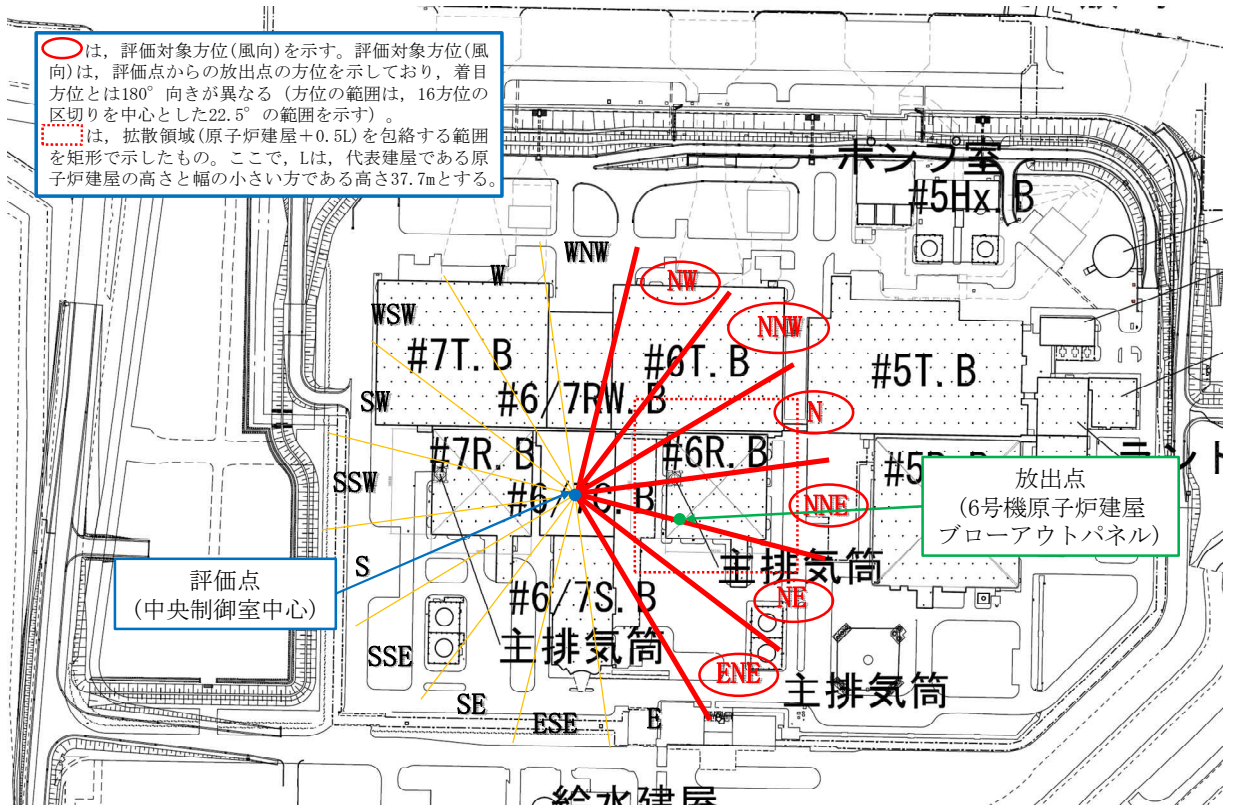 は，評価対象方位(風向)を示す。評価対象方位(風
向)は，評価点からの放出点の方位を示しており，着目
方位とは180°向きが異なる（方位の範囲は，16方位の
区切りを中心とした22.5°の範囲を示す）。
は，拡散領域(原子炉建屋＋0.5L)を包絡する範囲
を矩形で示したもの。ここで，Lは，代表建屋である原
子炉建屋の高さと幅の小さい方である高さ37.7mとする。
ポンプ室
#5Hx. B
WNW
W
NW
WSW
NNW
#7T. B
#6T. B
#5T. B
#6/7RW. B
SW
N
#7R. B
#6R. B
SSW
#6/7C. B
NNE
放出点
(6号機原子炉建屋
ブローアウトパネル)
主排気筒
S
評価点
(中央制御室中心)
#6/7S. B
NE
主排気筒
SSE
ENE
主排気筒
SE
ESE
E
給水建屋